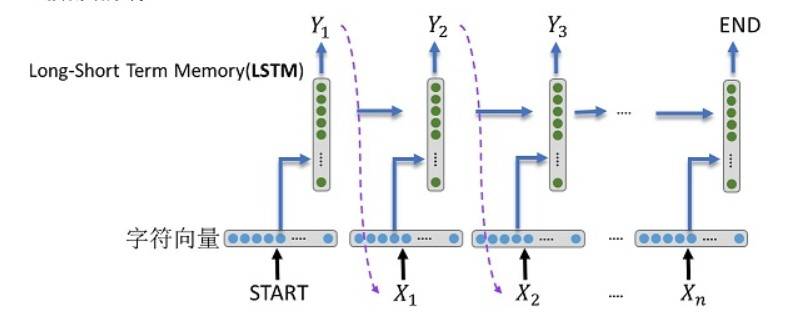 Y₁ Y₂ Y₃ END
Long-Short Term Memory(LSTM)
....
字符向量 .... .... .... .... ....
START X₁ X₂ .... Xₙ